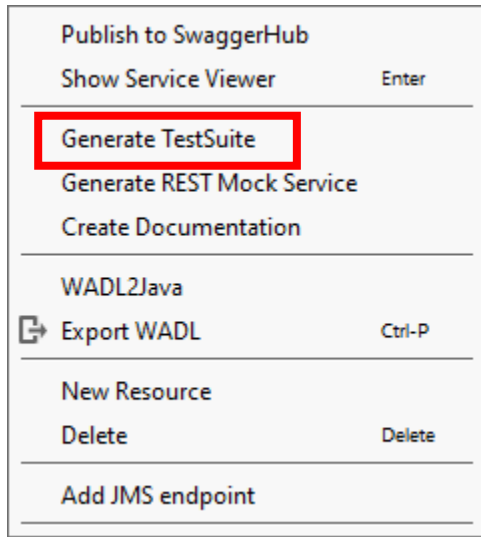 Publish to SwaggerHub
Show Service Viewer Enter
Generate TestSuite
Generate REST Mock Service
Create Documentation
WADL2Java
Export WADL Ctrl-P
New Resource
Delete Delete
Add JMS endpoint